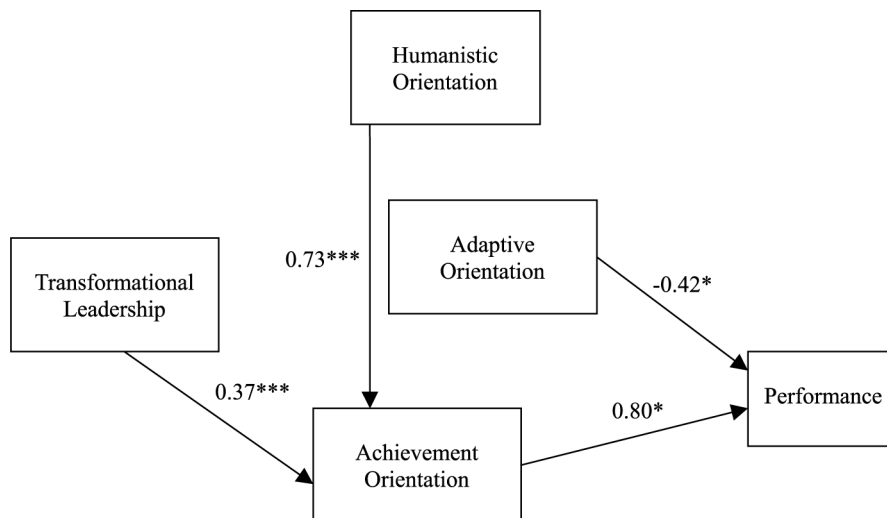 Humanistic
Orientation
Adaptive
Orientation
0.73***
Transformational
Leadership
-0.42*
0.37***
Performance
0.80*
Achievement
Orientation